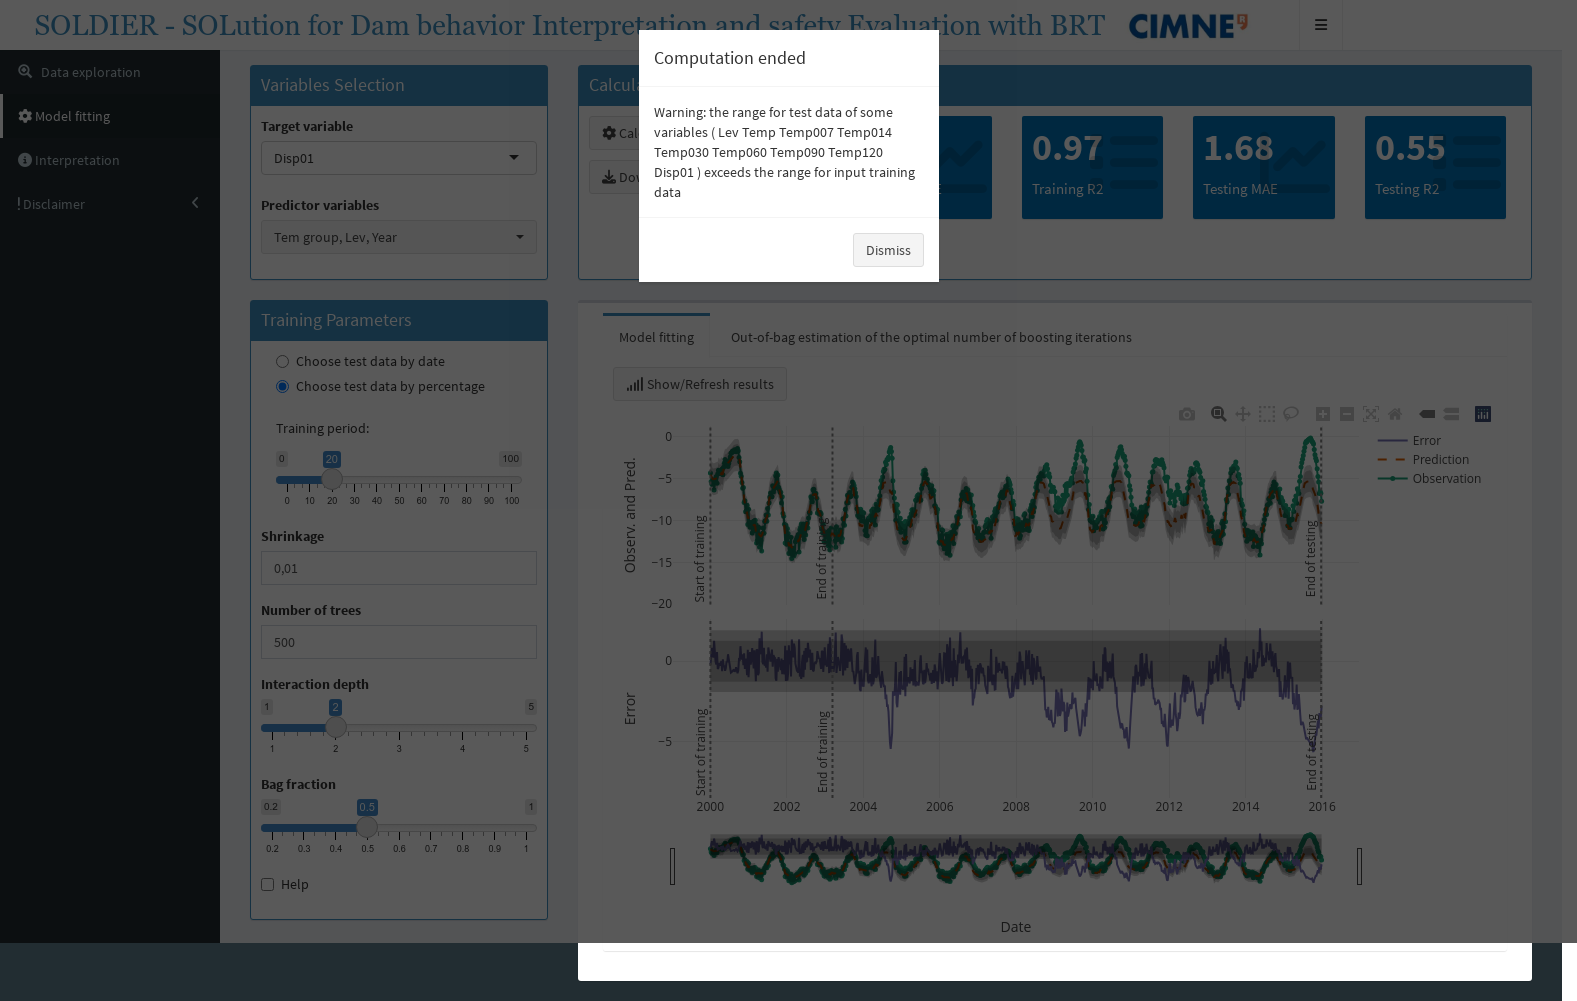 SOLDIER - SOLution for Dam behavior Interpretation and safety Evaluation with BRT
CIMNE
Data exploration
Model fitting
Interpretation
Disclaimer
Variables Selection
Target variable
Disp01
Predictor variables
Tem group, Lev, Year
Computation ended
Warning: the range for test data of some
variables ( Lev Temp Temp007 Temp014
Temp030 Temp060 Temp090 Temp120
Disp01 ) exceeds the range for input training
data
Dismiss
0.97
Training R2
1.68
Testing MAE
0.55
Testing R2
Training Parameters
Choose test data by date
Choose test data by percentage
Training period:
0
20
100
0 10 20 30 40 50 60 70 80 90 100
Shrinkage
0,01
Number of trees
500
Interaction depth
1
2
5
1 2 3 4 5
Bag fraction
0.2
0.5
1
0.2 0.3 0.4 0.5 0.6 0.7 0.8 0.9 1
Help
Model fitting
Out-of-bag estimation of the optimal number of boosting iterations
Show/Refresh results
Error
Prediction
Observation
Observ. and Pred.
0
−5
−10
−15
−20
Start of training
End of training
End of testing
Error
0
−5
Start of training
End of training
End of testing
2000 2002 2004 2006 2008 2010 2012 2014 2016
Date